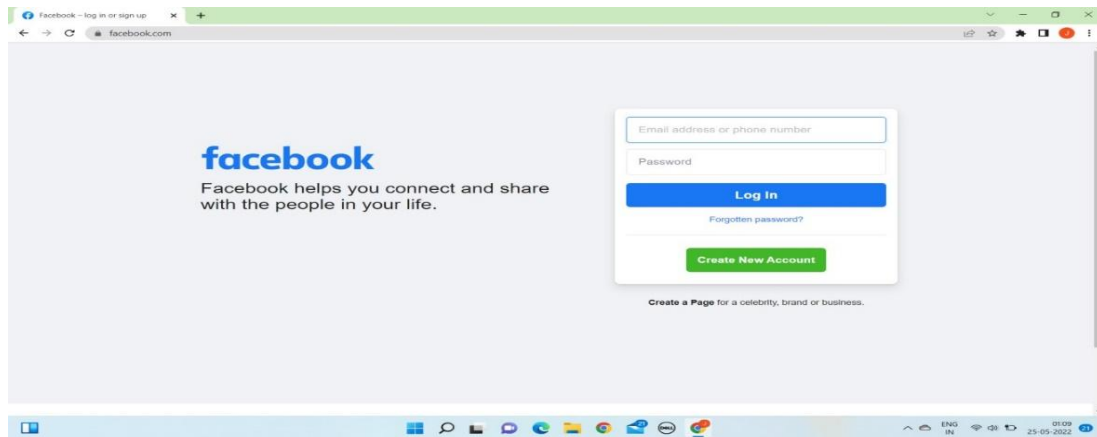 Facebook – log in or sign up
facebook.com
facebook
Facebook helps you connect and share
with the people in your life.
Email address or phone number
Password
Log In
Forgotten password?
Create New Account
Create a Page for a celebrity, brand or business.
ENG
IN
01:09
25-05-2022
21